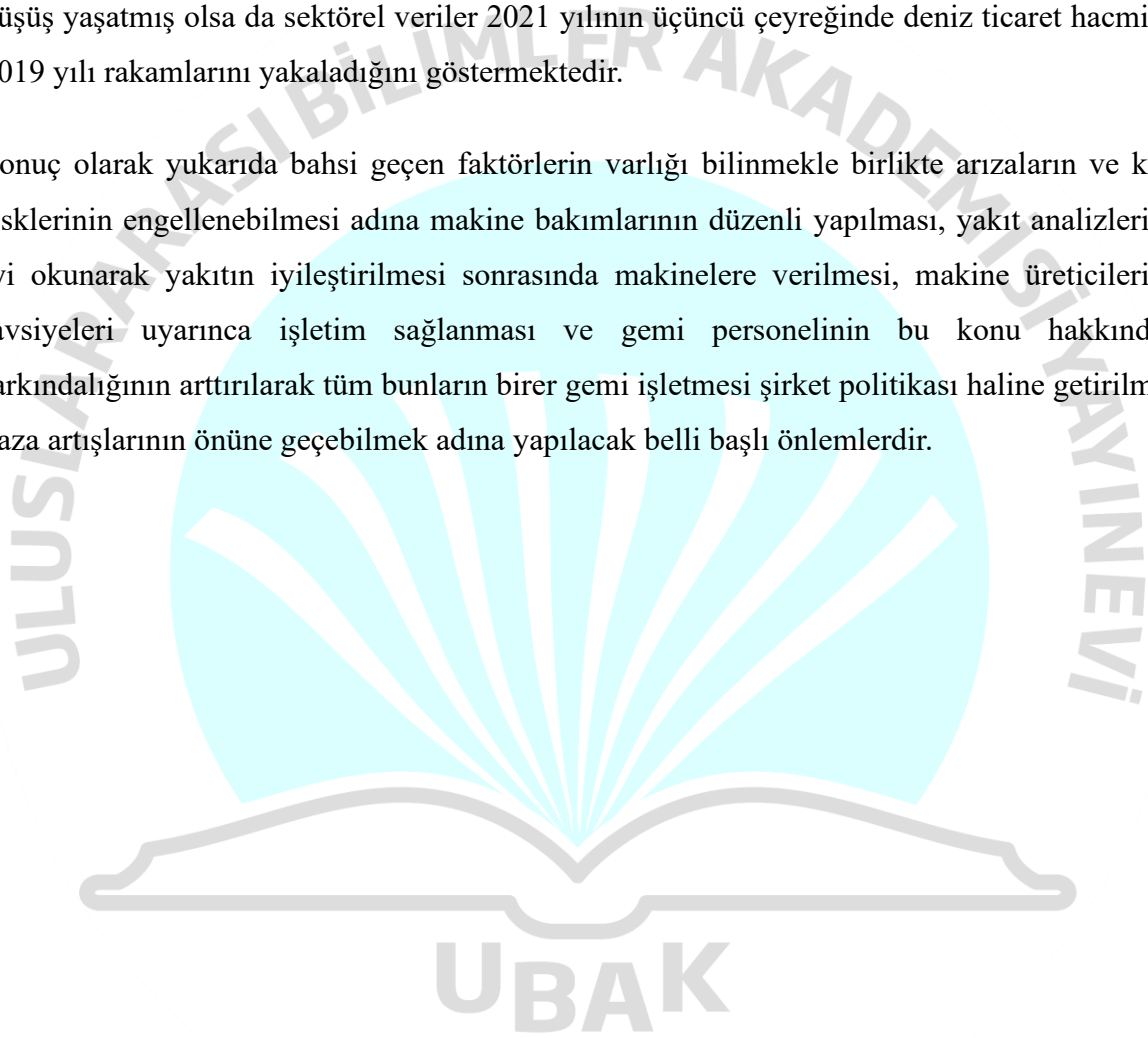 üşüş yaşatmış olsa da sektörel veriler 2021 yılının üçüncü çeyreğinde deniz ticaret hacmi
019 yılı rakamlarını yakaladığını göstermektedir.
onuç olarak yukarıda bahsi geçen faktörlerin varlığı bilinmekle birlikte arızaların ve k
sklerinin engellenebilmesi adına makine bakımlarının düzenli yapılması, yakıt analizleri
yi okunarak yakıtın iyileştirilmesi sonrasında makinelere verilmesi, makine üreticileri
avsiyeleri uyarınca işletim sağlanması ve gemi personelinin bu konu hakkınd
arkındalığının arttırılarak tüm bunların birer gemi işletmesi şirket politikası haline getirilm
aza artışlarının önüne geçebilmek adına yapılacak belli başlı önlemlerdir.
ULUSLARARASI BİLİMLER AKADEMİSİ YAYINEVİ
UBAK